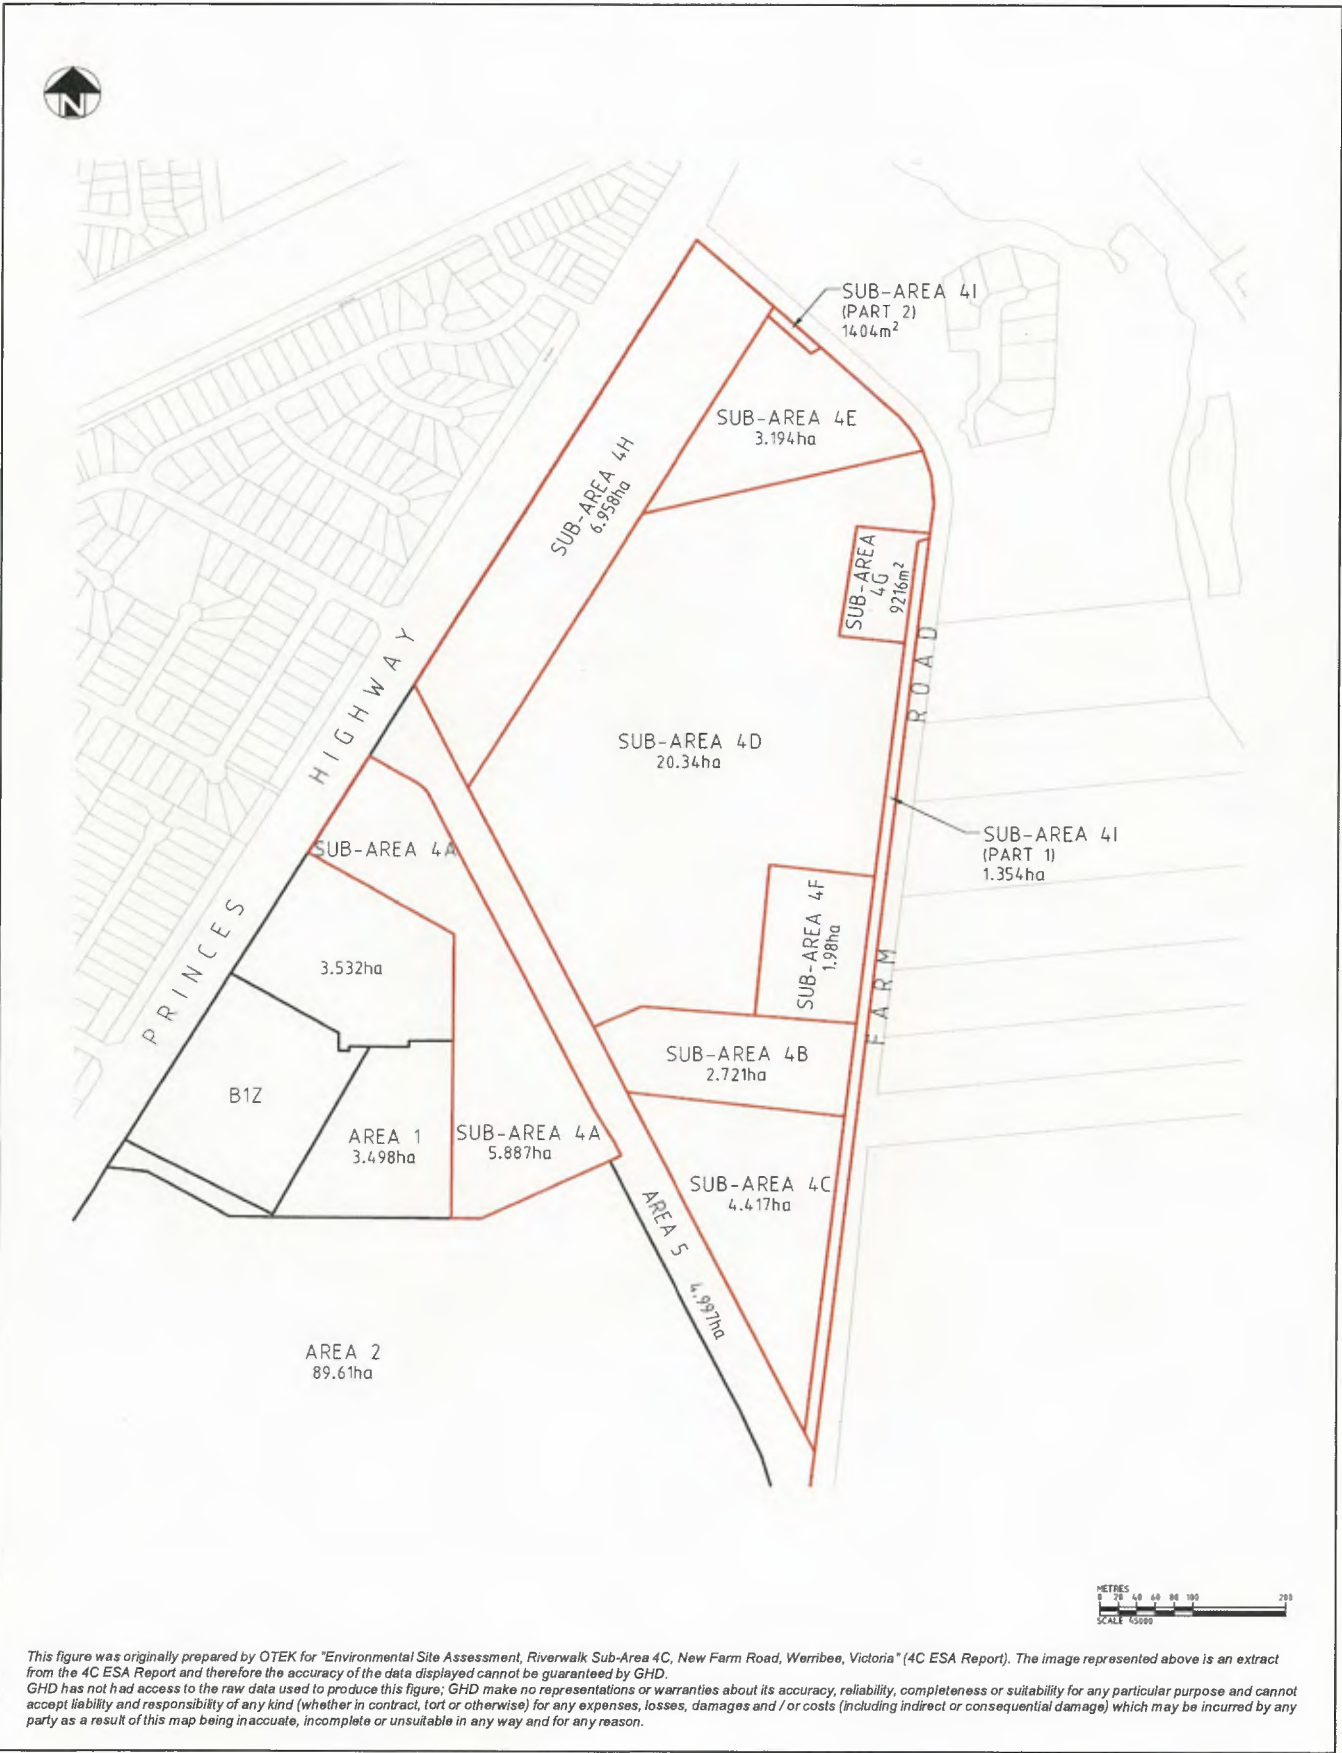 N
SUB-AREA 4I
(PART 2)
1404m²
SUB-AREA 4E
3.194ha
SUB-AREA 4H
6.958ha
SUB-AREA
4G
9216m²
PRINCES HIGHWAY
FARM ROAD
SUB-AREA 4D
20.34ha
SUB-AREA 4I
(PART 1)
1.354ha
SUB-AREA 4A
SUB-AREA 4F
1.98ha
3.532ha
SUB-AREA 4B
2.721ha
B1Z
AREA 1
3.498ha
SUB-AREA 4A
5.887ha
SUB-AREA 4C
4.417ha
AREA 5 4.997ha
AREA 2
89.61ha
METRES
0 20 40 60 80 100 200
SCALE
This figure was originally prepared by OTEK for "Environmental Site Assessment, Riverwalk Sub-Area 4C, New Farm Road, Werribee, Victoria" (4C ESA Report). The image represented above is an extract
from the 4C ESA Report and therefore the accuracy of the data displayed cannot be guaranteed by GHD.
GHD has not had access to the raw data used to produce this figure; GHD make no representations or warranties about its accuracy, reliability, completeness or suitability for any particular purpose and cannot
accept liability and responsibility of any kind (whether in contract, tort or otherwise) for any expenses, losses, damages and / or costs (including indirect or consequential damage) which may be incurred by any
party as a result of this map being inaccuate, incomplete or unsuitable in any way and for any reason.